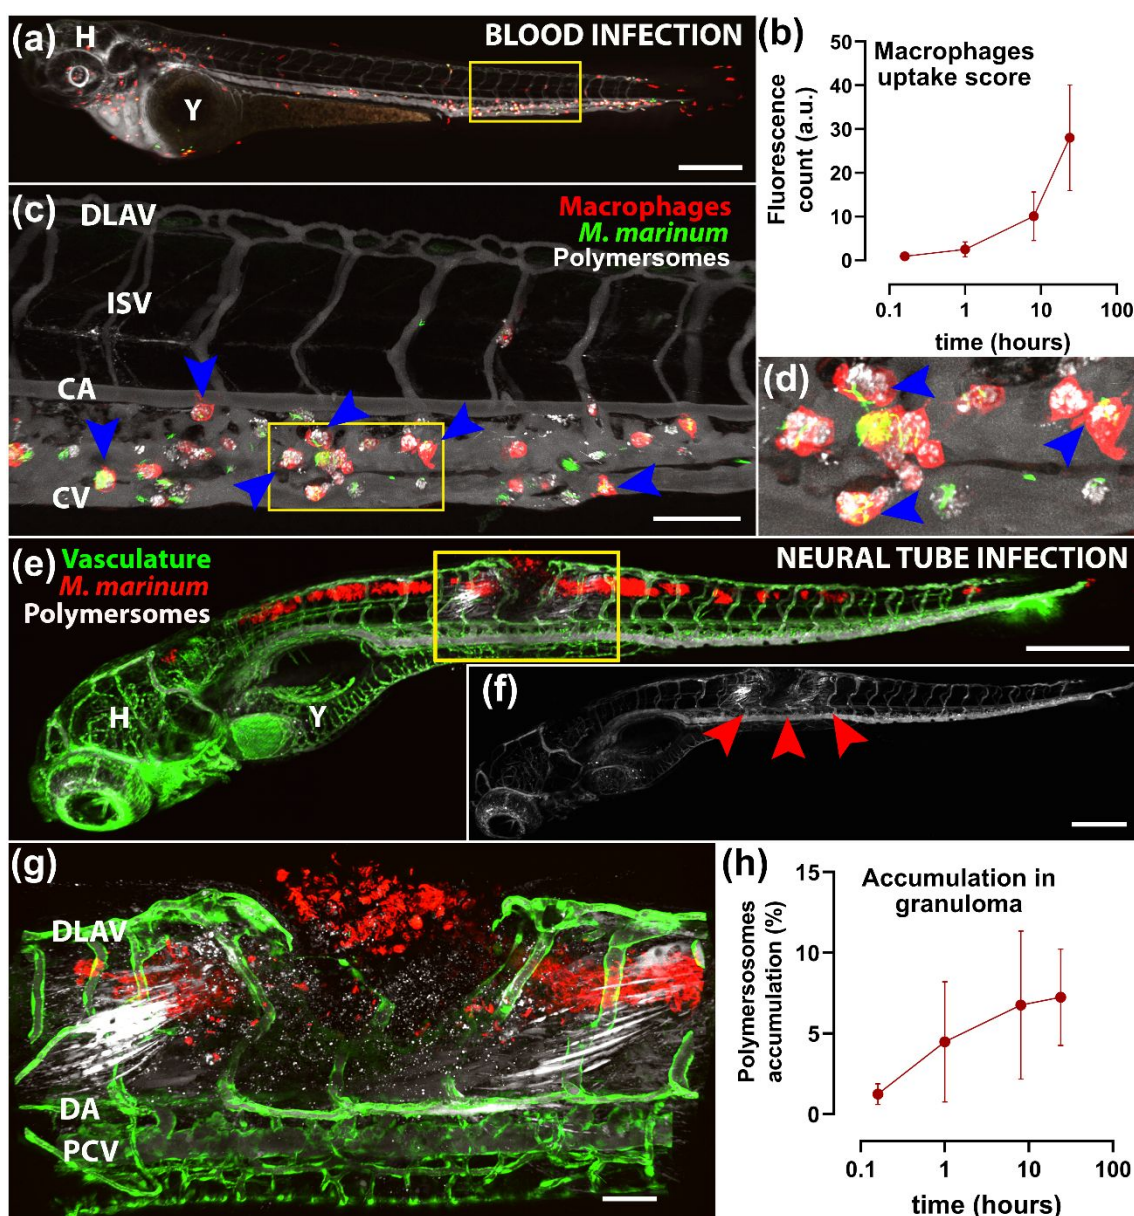 (a)
H
BLOOD INFECTION
Y
(b)
Macrophages
uptake score
Fluorescence
count (a.u.)
50
40
30
20
10
0
0.1 1 10 100
time (hours)
(c)
DLAV
Macrophages
M. marinum
Polymersomes
ISV
CA
CV
(d)
(e)
Vasculature
M. marinum
Polymersomes
NEURAL TUBE INFECTION
H
Y
(f)
(g)
DLAV
DA
PCV
(h)
Accumulation in
granuloma
Polymersosomes
accumulation (%)
15
10
5
0
0.1 1 10 100
time (hours)